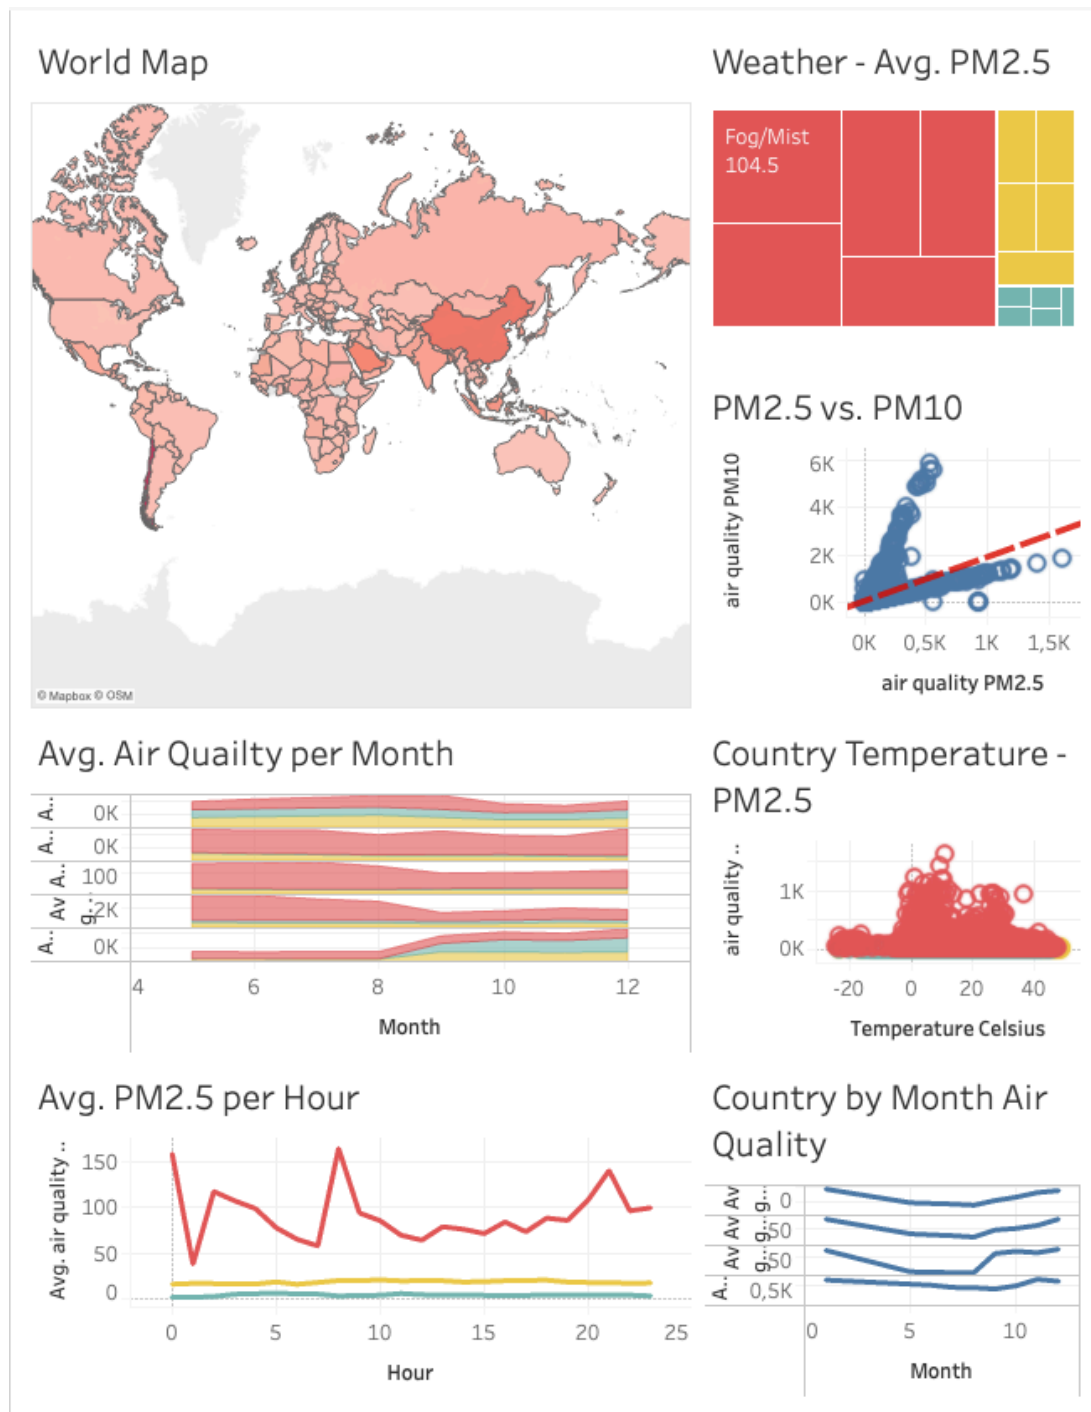 World Map
© Mapbox © OSM
Weather - Avg. PM2.5
Fog/Mist
104.5
PM2.5 vs. PM10
air quality PM10
6K
4K
2K
0K
0K 0,5K 1K 1,5K
air quality PM2.5
Avg. Air Quailty per Month
A..
0K
A..
0K
A..
100
Av
g...
2K
A..
0K
4 6 8 10 12
Month
Country Temperature -
PM2.5
air quality ..
1K
0K
-20 0 20 40
Temperature Celsius
Avg. PM2.5 per Hour
Avg. air quality ..
150
100
50
0
0 5 10 15 20 25
Hour
Country by Month Air
Quality
Av
g...
0
Av
g...
50
Av
g...
50
A..
0,5K
0 5 10
Month